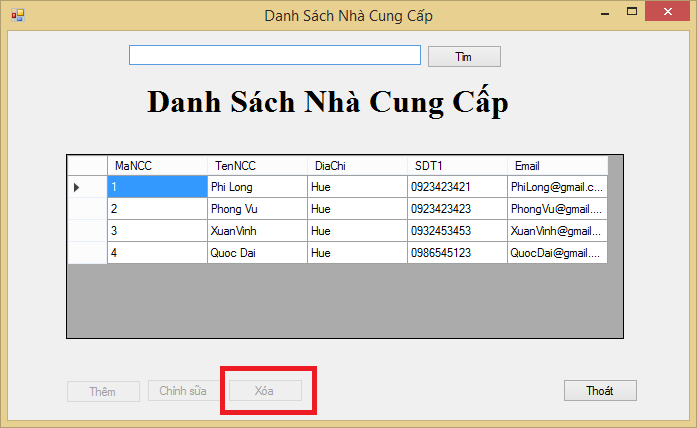 Danh Sách Nhà Cung Cấp
Tìm
Danh Sách Nhà Cung Cấp
MaNCC TenNCC DiaChi SDT1 Email
1 Phi Long Hue 0923423421 PhiLong@gmail.c...
2 Phong Vu Hue 0923423423 PhongVu@gmail....
3 XuanVinh Hue 0932453453 XuanVinh@gmail...
4 Quoc Dai Hue 0986545123 QuocDai@gmail....
Thêm Chỉnh sửa Xóa Thoát